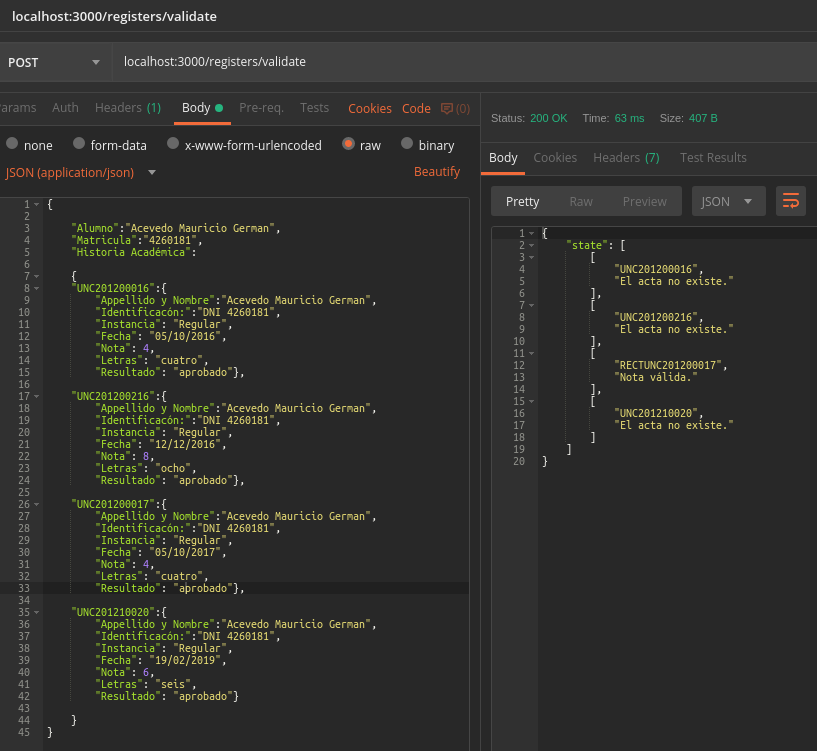 localhost:3000/registers/validate
POST localhost:3000/registers/validate
arams Auth Headers (1) Body Pre-req. Tests Cookies Code (0)
none form-data x-www-form-urlencoded raw binary
JSON (application/json) Beautify
1 {
2
3 "Alumno":"Acevedo Mauricio German",
4 "Matricula":"4260181",
5 "Historia Académica":
6
7 {
8 "UNC201200016":{
9 "Appellido y Nombre":"Acevedo Mauricio German",
10 "Identificacón:":"DNI 4260181",
11 "Instancia": "Regular",
12 "Fecha": "05/10/2016",
13 "Nota": 4,
14 "Letras": "cuatro",
15 "Resultado": "aprobado"},
16
17 "UNC201200216":{
18 "Appellido y Nombre":"Acevedo Mauricio German",
19 "Identificacón:":"DNI 4260181",
20 "Instancia": "Regular",
21 "Fecha": "12/12/2016",
22 "Nota": 8,
23 "Letras": "ocho",
24 "Resultado": "aprobado"},
25
26 "UNC201200017":{
27 "Appellido y Nombre":"Acevedo Mauricio German",
28 "Identificacón:":"DNI 4260181",
29 "Instancia": "Regular",
30 "Fecha": "05/10/2017",
31 "Nota": 4,
32 "Letras": "cuatro",
33 "Resultado": "aprobado"},
34
35 "UNC201210020":{
36 "Appellido y Nombre":"Acevedo Mauricio German",
37 "Identificacón:":"DNI 4260181",
38 "Instancia": "Regular",
39 "Fecha": "19/02/2019",
40 "Nota": 6,
41 "Letras": "seis",
42 "Resultado": "aprobado"}
43
44 }
45 }
Status: 200 OK Time: 63 ms Size: 407 B
Body Cookies Headers (7) Test Results
Pretty Raw Preview JSON
1 {
2 "state": [
3 [
4 "UNC201200016",
5 "El acta no existe."
6 ],
7 [
8 "UNC201200216",
9 "El acta no existe."
10 ],
11 [
12 "RECTUNC201200017",
13 "Nota válida."
14 ],
15 [
16 "UNC201210020",
17 "El acta no existe."
18 ]
19 ]
20 }